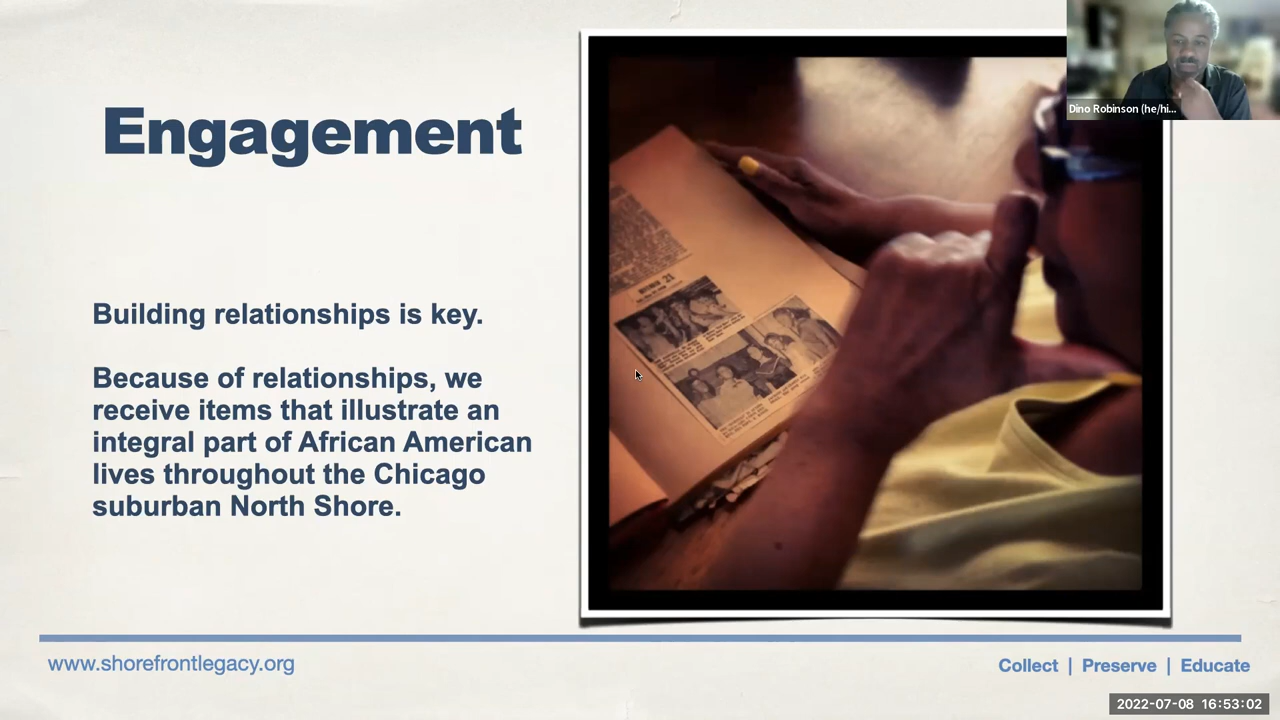 Engagement
Dino Robinson (he/hi...
Building relationships is key.
Because of relationships, we
receive items that illustrate an
integral part of African American
lives throughout the Chicago
suburban North Shore.
www.shorefrontlegacy.org
Collect | Preserve | Educate
2022-07-08 16:53:02